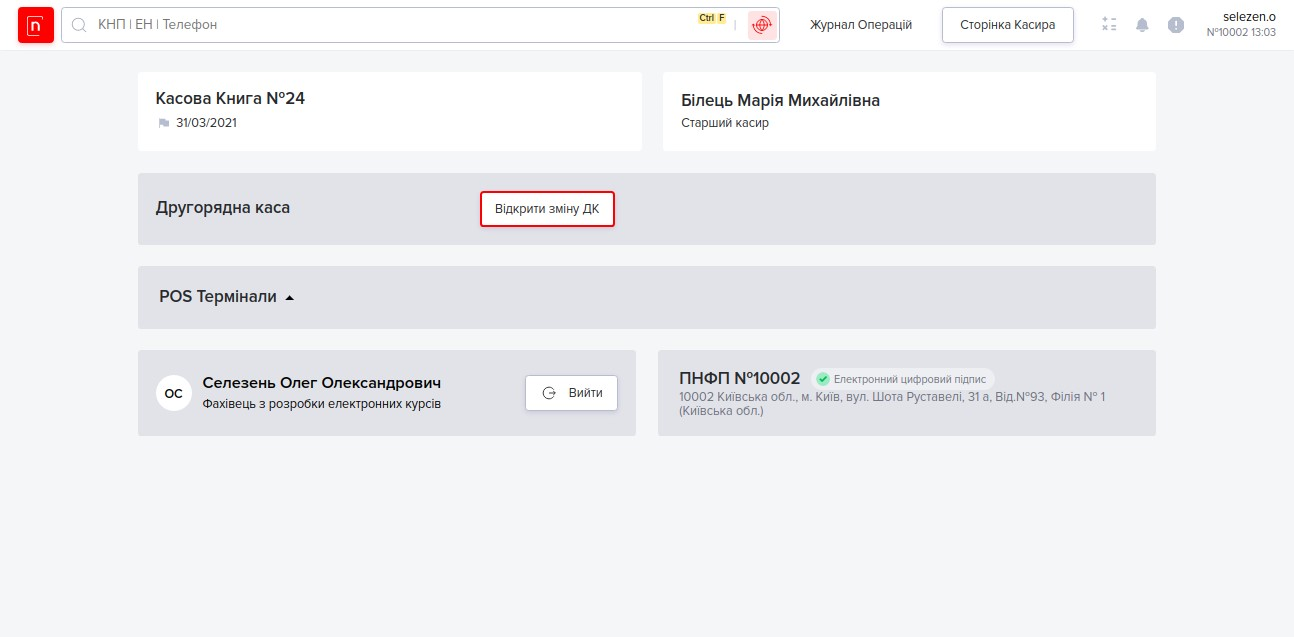 n
КНП | ЕН | Телефон
Ctrl F
Журнал Операцій
Сторінка Касира
selezen.o
№10002 13:03
Касова Книга №24
31/03/2021
Білець Марія Михайлівна
Старший касир
Другорядна каса
Відкрити зміну ДК
POS Термінали
ОС
Селезень Олег Олександрович
Фахівець з розробки електронних курсів
Вийти
ПНФП №10002
Електронний цифровий підпис
10002 Київська обл., м. Київ, вул. Шота Руставелі, 31 а, Від.№93, Філія № 1
(Київська обл.)